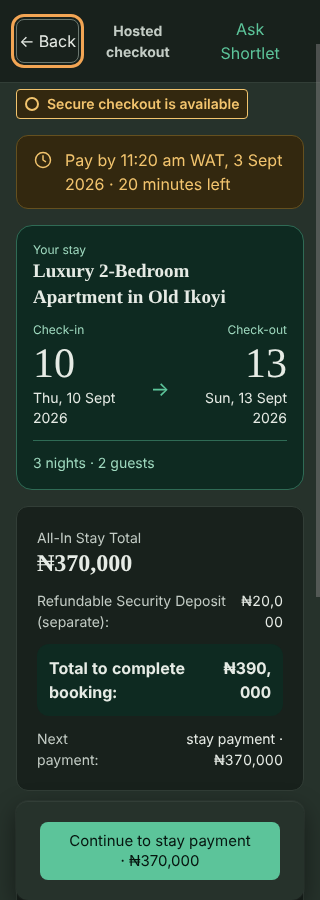 ← Back
Hosted
checkout
Ask
Shortlet
Secure checkout is available
Pay by 11:20 am WAT, 3 Sept
2026 · 20 minutes left
Your stay
Luxury 2-Bedroom
Apartment in Old Ikoyi
Check-in
10
Thu, 10 Sept
2026
→
Check-out
13
Sun, 13 Sept
2026
3 nights · 2 guests
All-In Stay Total
₦370,000
Refundable Security Deposit
(separate):
₦20,0
00
Total to complete
booking:
₦390,
000
Next
payment:
stay payment ·
₦370,000
Continue to stay payment
· ₦370,000